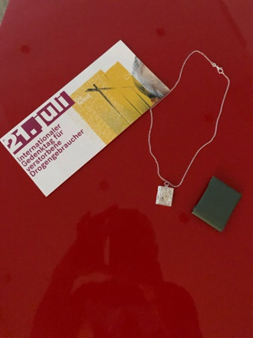 21. juli
internationaler
Gedenktag für
verstorbene
Drogengebraucher